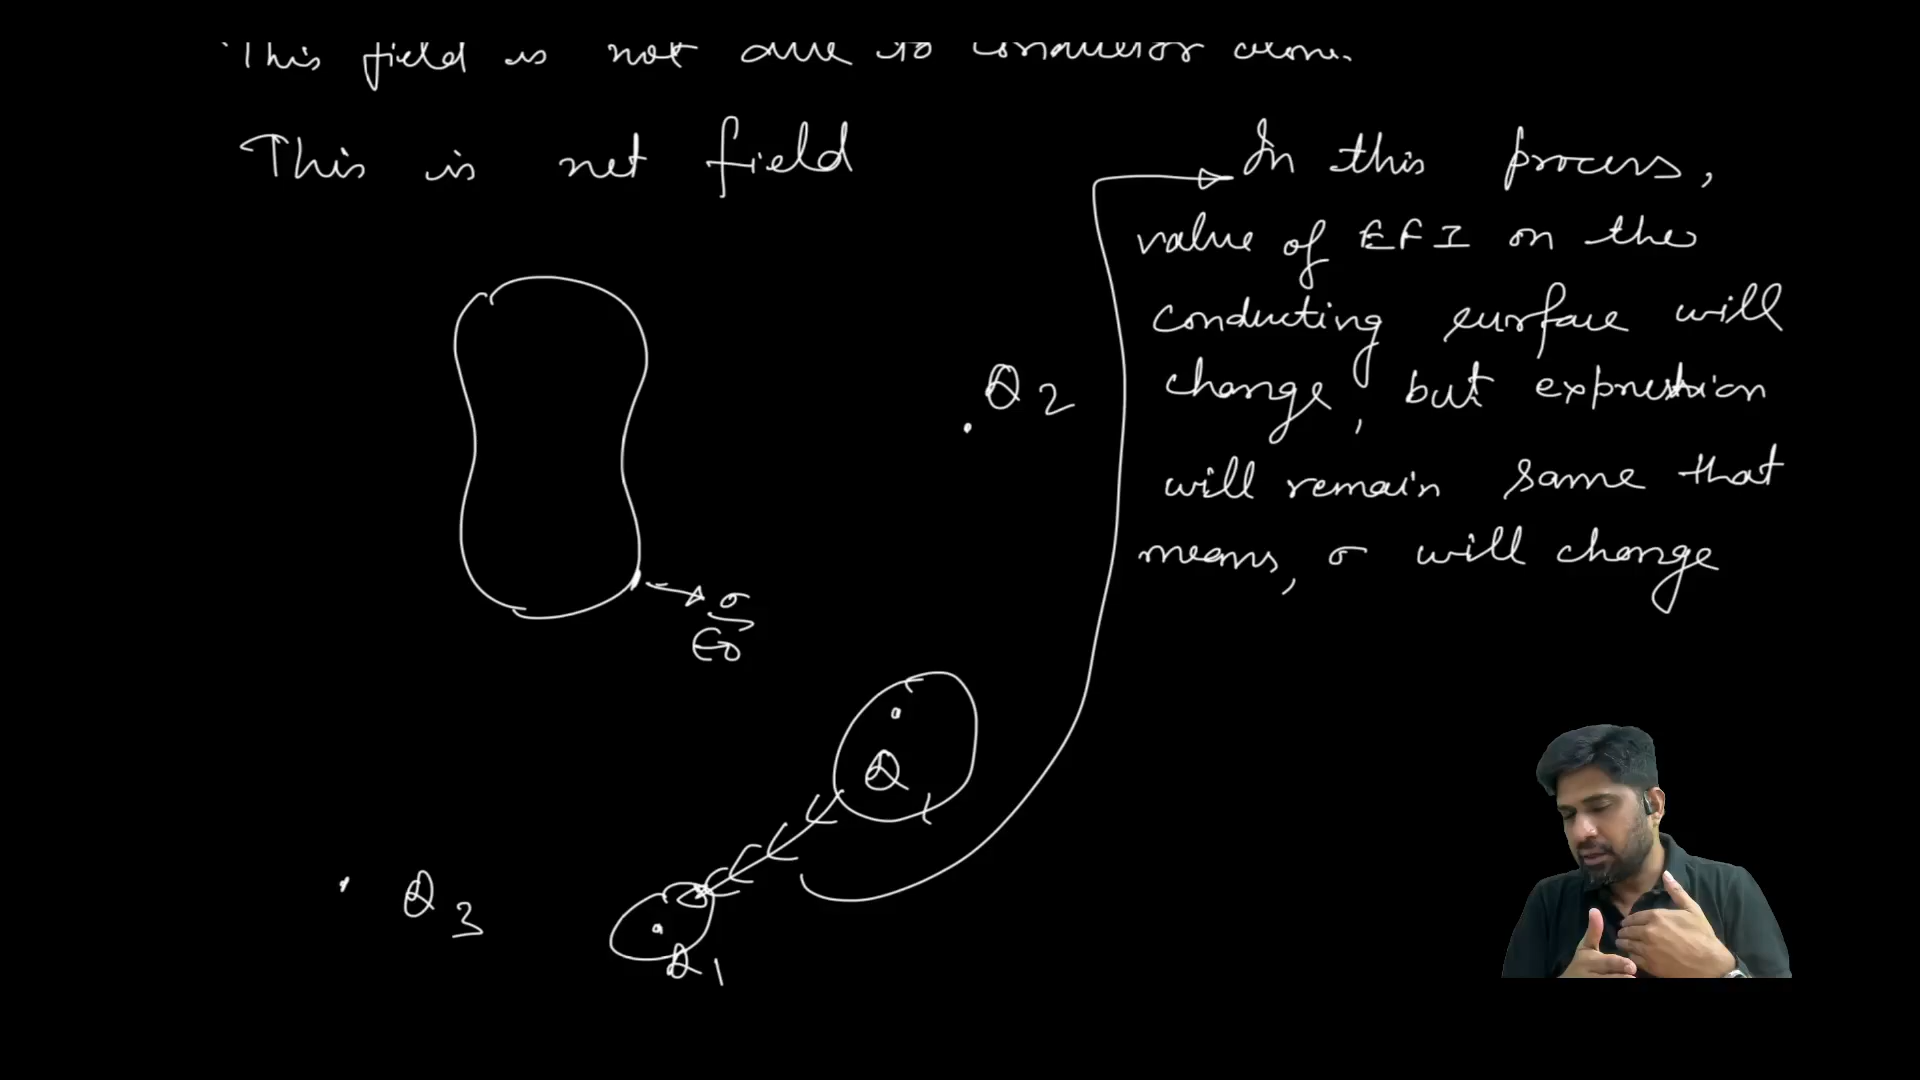 This field is not due to conductor alone.
This is net field
In this process,
value of EFI on the
conducting surface will
change, but expression
will remain same that
means, σ will change
Q2
σ
ϵ0
Q
Q3
Q1